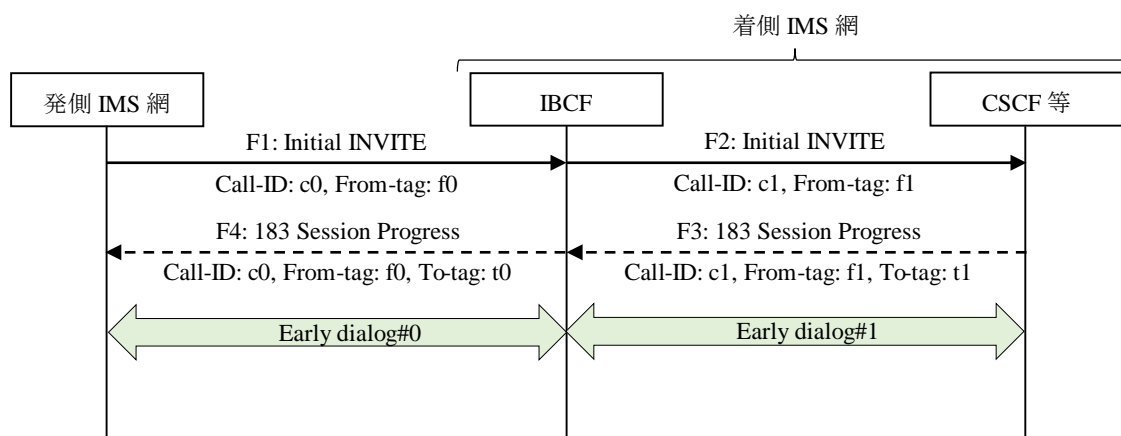 着側 IMS 網
発側 IMS 網
IBCF
CSCF 等
F1: Initial INVITE
Call-ID: c0, From-tag: f0
F2: Initial INVITE
Call-ID: c1, From-tag: f1
F4: 183 Session Progress
Call-ID: c0, From-tag: f0, To-tag: t0
F3: 183 Session Progress
Call-ID: c1, From-tag: f1, To-tag: t1
Early dialog#0
Early dialog#1